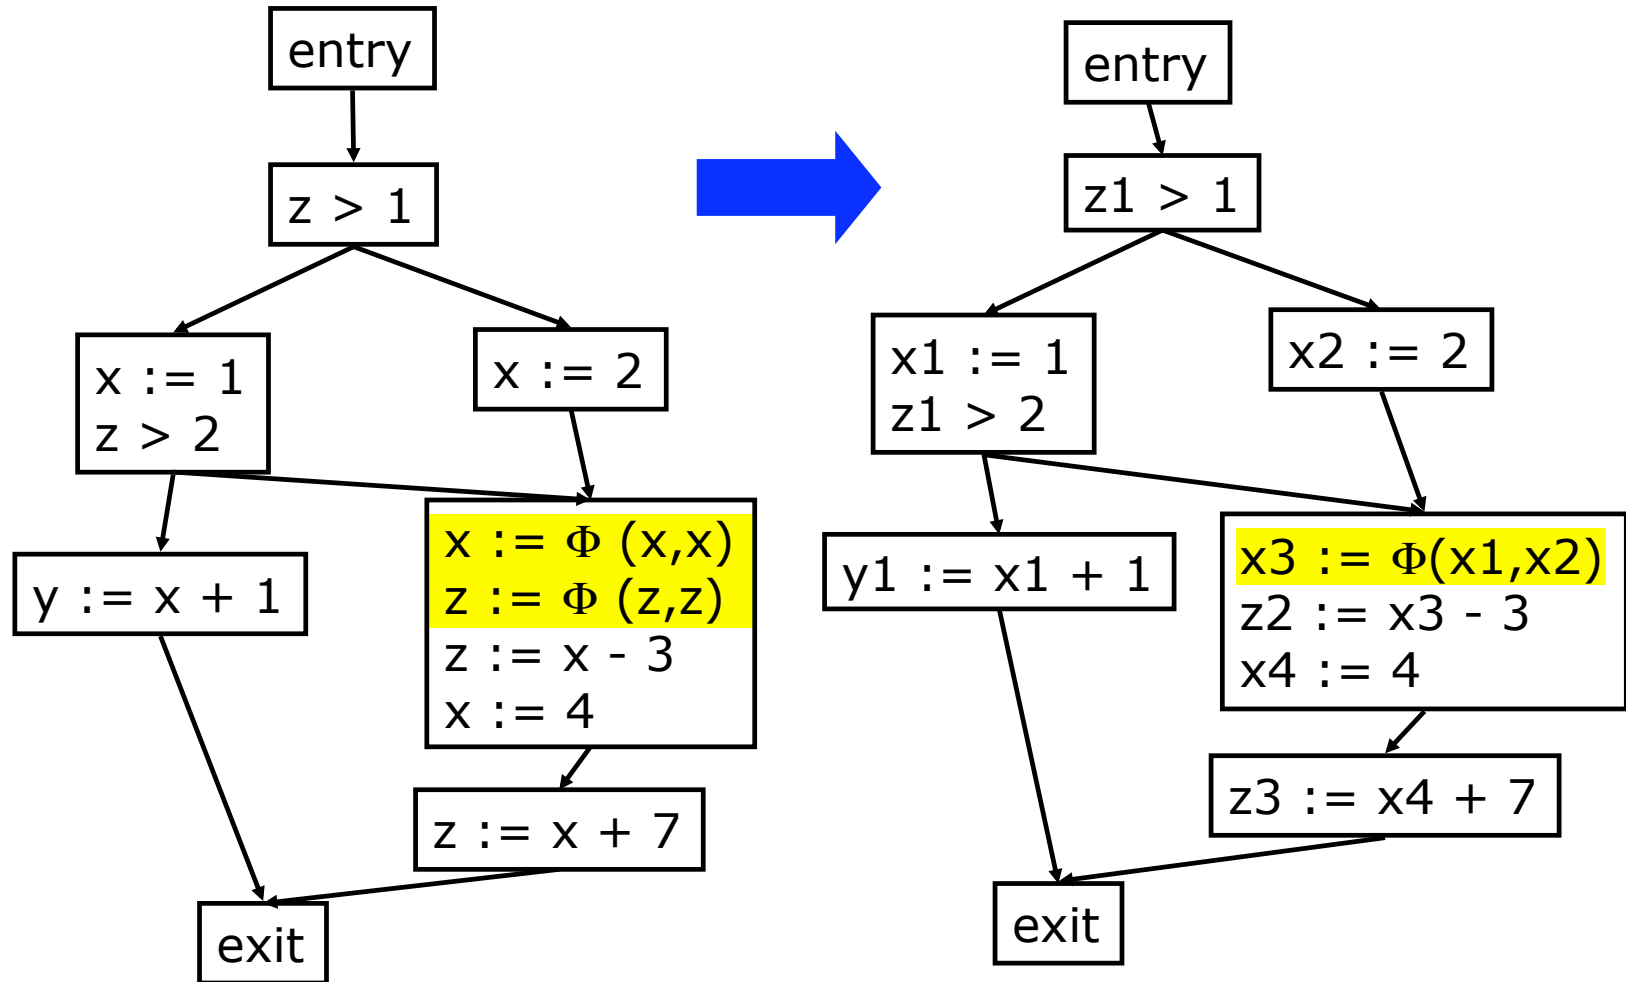 entry
z > 1
x := 1
z > 2
x := 2
y := x + 1
x := Φ (x,x)
z := Φ (z,z)
z := x - 3
x := 4
z := x + 7
exit
entry
z1 > 1
x1 := 1
z1 > 2
x2 := 2
y1 := x1 + 1
x3 := Φ(x1,x2)
z2 := x3 - 3
x4 := 4
z3 := x4 + 7
exit